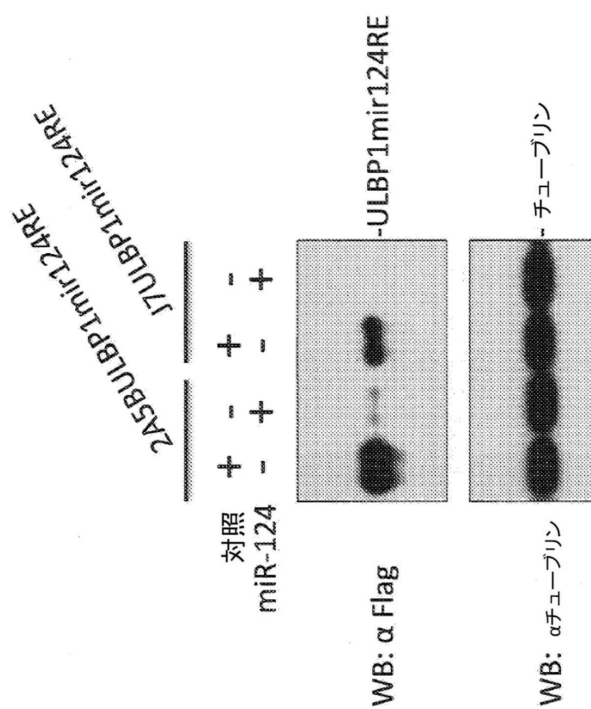 2A5BULBP1mir124RE
J7ULBP1mir124RE
対照 + - + -
miR-124 - + - +
WB: α Flag
-ULBP1mir124RE
WB: αチューブリン
- チューブリン